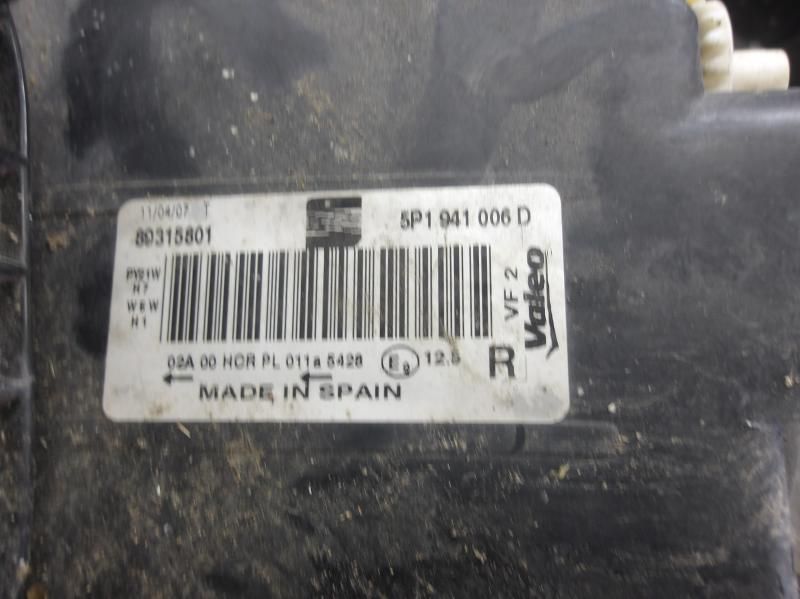 11/04/07 T
89315801
5P1 941 006 D
PY21W
H7
W5W
H1
VF 2
Valeo
02A 00 HCR PL 011a 5428
E9
12.5
R
MADE IN SPAIN